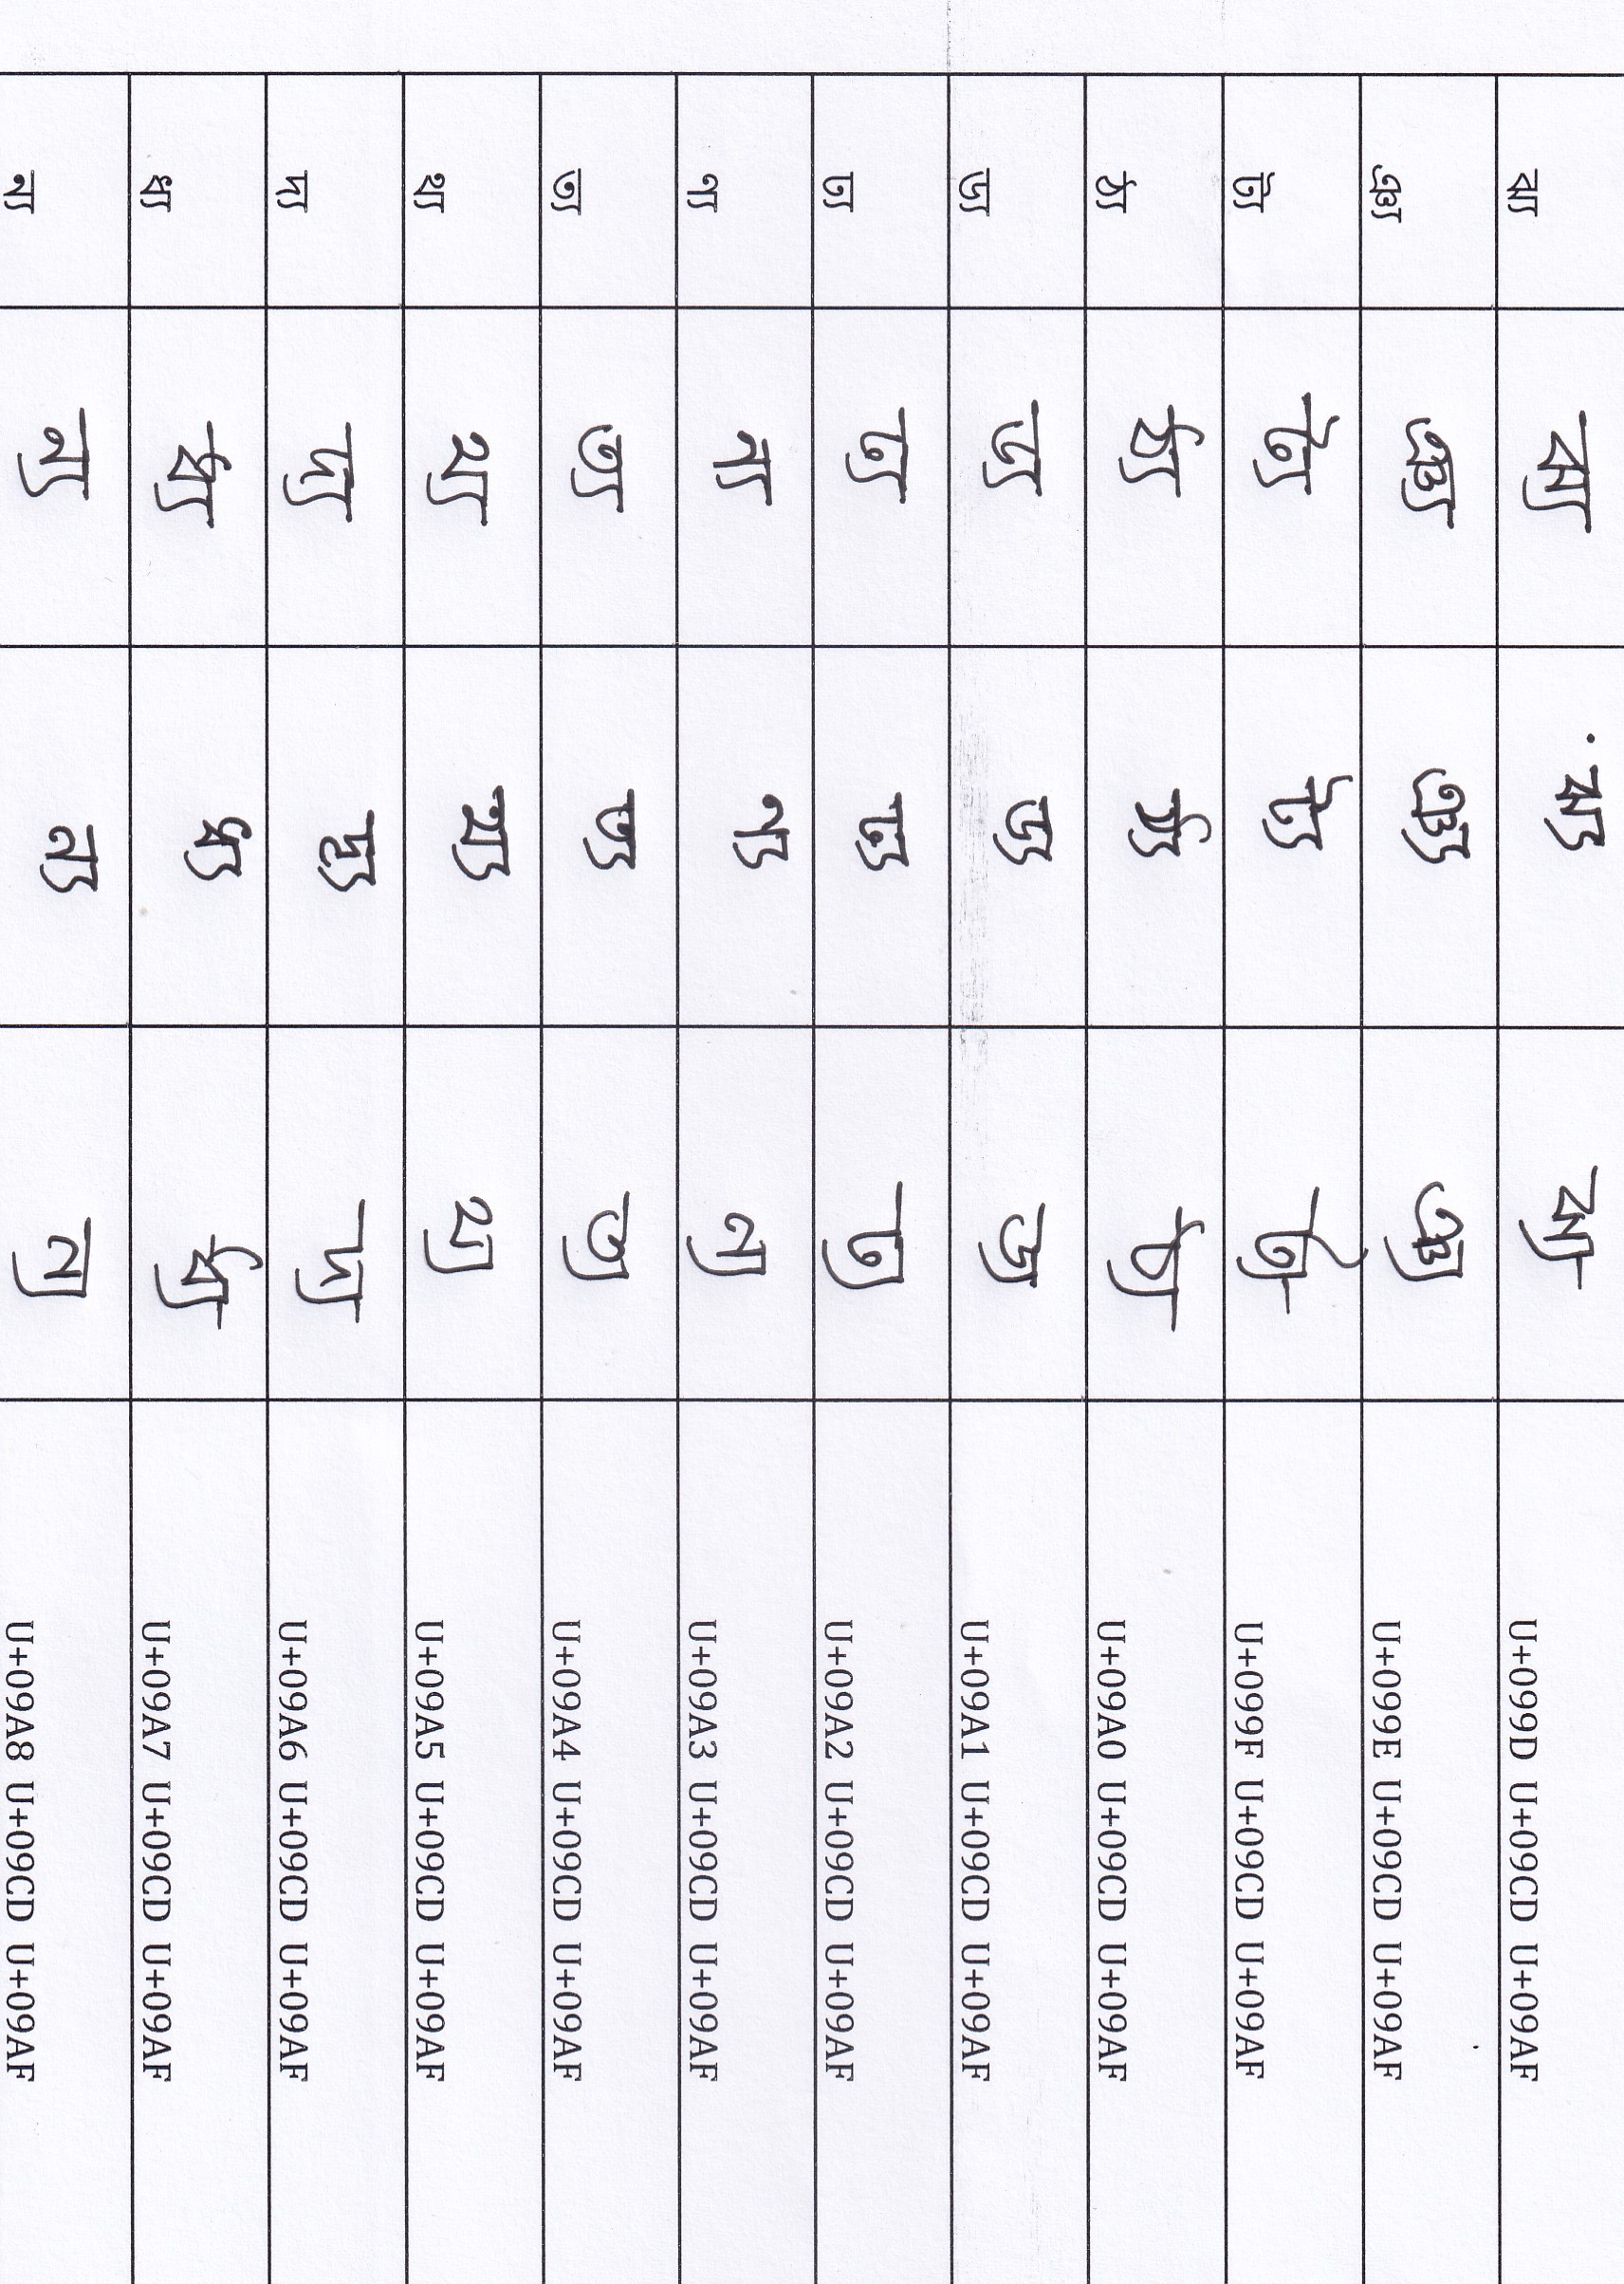 ঝ্য ঝ্য ঝ্য ঝ্য U+099D U+09CD U+09AF
ঞ্য ঞ্য ঞ্য ঞ্য U+099E U+09CD U+09AF
ট্য ট্য ট্য ট্য U+099F U+09CD U+09AF
ঠ্য ঠ্য ঠ্য ঠ্য U+09A0 U+09CD U+09AF
ড্য ড্য ড্য ড্য U+09A1 U+09CD U+09AF
ঢ্য ঢ্য ঢ্য ঢ্য U+09A2 U+09CD U+09AF
ণ্য ণ্য ণ্য ন্য U+09A3 U+09CD U+09AF
ত্য ত্য ত্য ত্য U+09A4 U+09CD U+09AF
থ্য থ্য থ্য থ্য U+09A5 U+09CD U+09AF
দ্য দ্য দ্ব্য দ্য U+09A6 U+09CD U+09AF
ধ্য ধ্য ধ্য ধ্য U+09A7 U+09CD U+09AF
ন্য ন্য ন্য ন্য U+09A8 U+09CD U+09AF